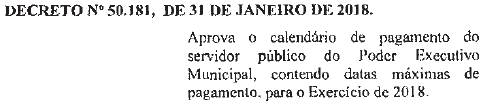 DECRETO Nº 50.181, DE 31 DE JANEIRO DE 2018.
Aprova o calendário de pagamento do
servidor público do Poder Executivo
Municipal, contendo datas máximas de
pagamento, para o Exercício de 2018.